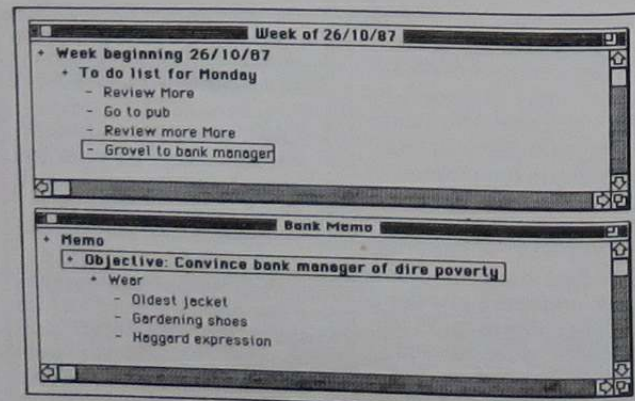 Week of 26/10/87
+ Week beginning 26/10/87
+ To do list for Monday
- Review More
- Go to pub
- Review more More
- Grovel to bank manager
Bank Memo
+ Memo
+ Objective: Convince bank manager of dire poverty
+ Wear
- Oldest jacket
- Gardening shoes
- Haggard expression